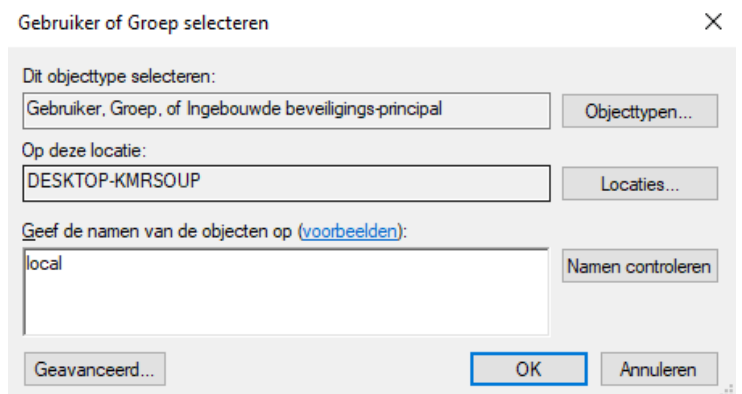 Gebruiker of Groep selecteren
Dit objecttype selecteren:
Gebruiker, Groep, of Ingebouwde beveiligings-principal
Objecttypen...
Op deze locatie:
DESKTOP-KMRSOUP
Locaties...
Geef de namen van de objecten op (voorbeelden):
local
Namen controleren
Geavanceerd...
OK
Annuleren